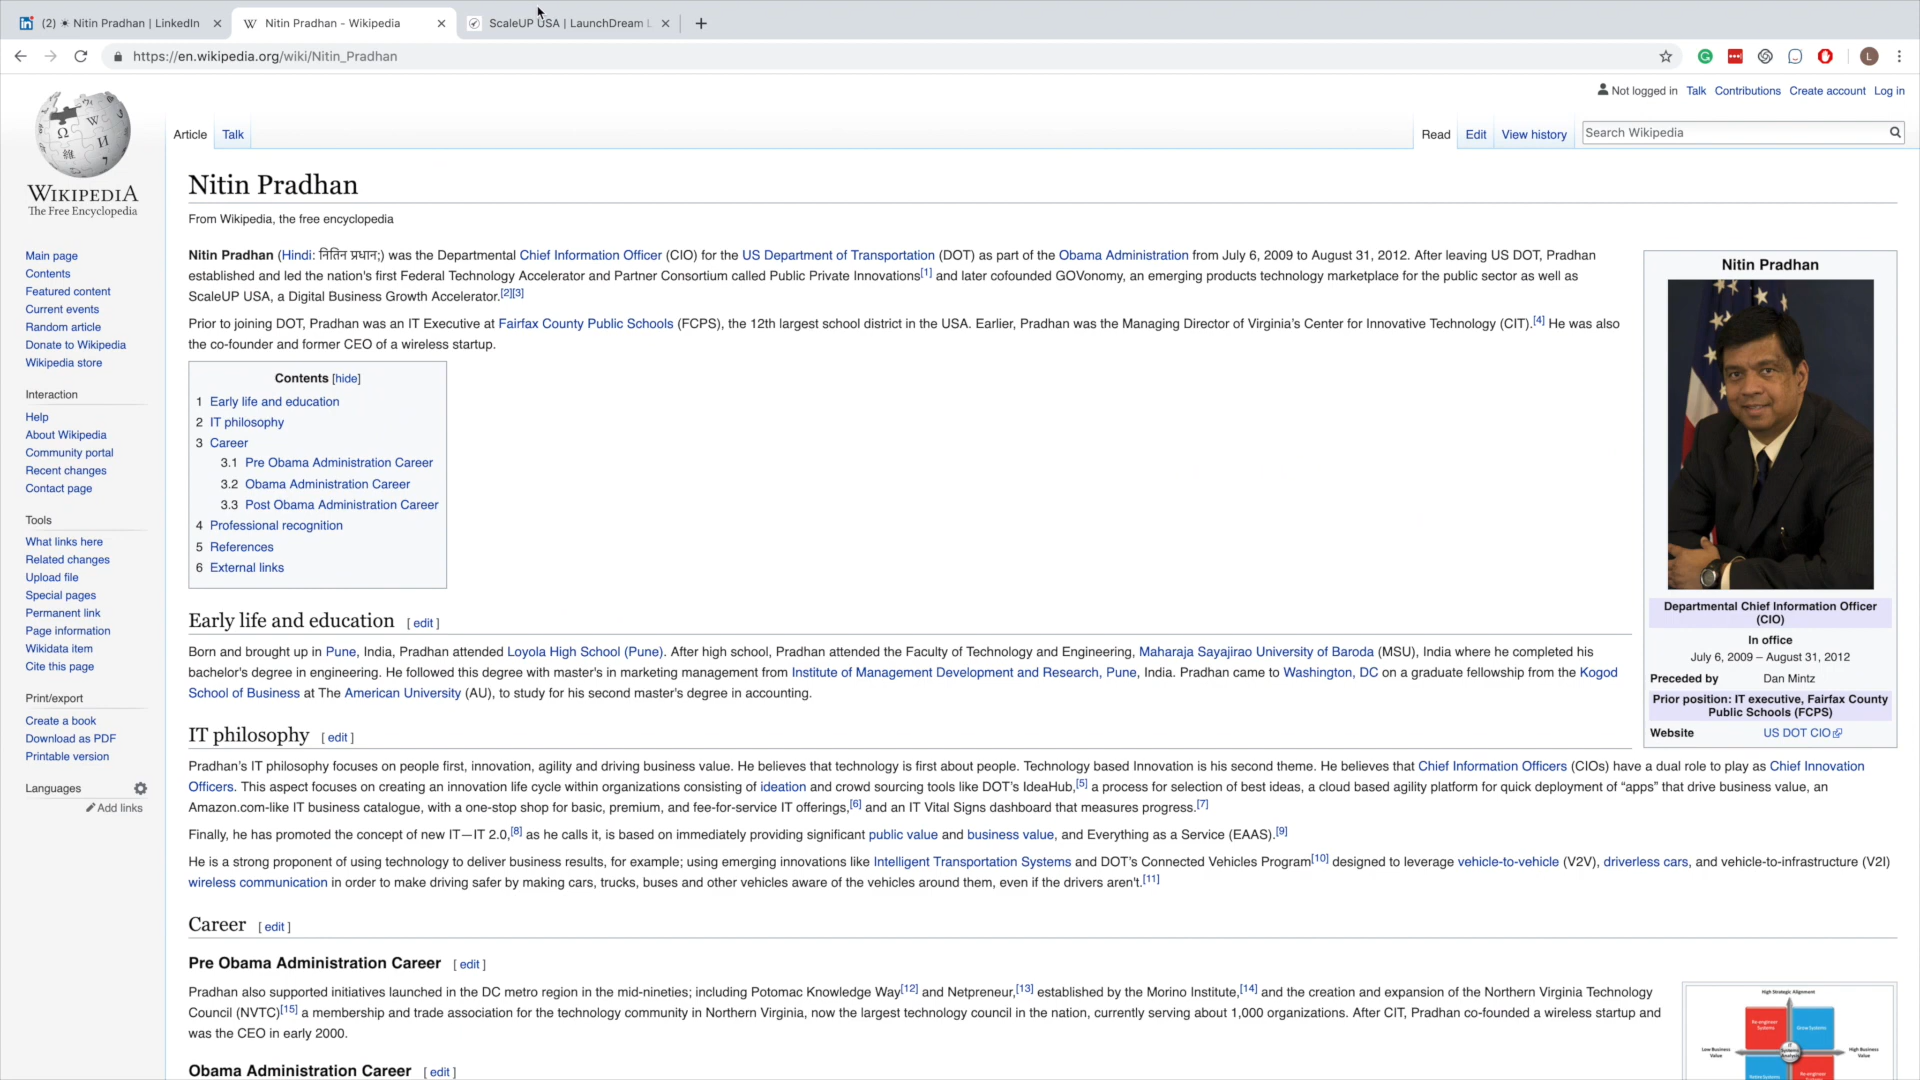 (2) ☀ Nitin Pradhan | LinkedIn
Nitin Pradhan - Wikipedia
ScaleUP USA | LaunchDream L
https://en.wikipedia.org/wiki/Nitin_Pradhan
L
Not logged in Talk Contributions Create account Log in
Article Talk
Read Edit View history
Search Wikipedia
WIKIPEDIA
The Free Encyclopedia
Main page
Contents
Featured content
Current events
Random article
Donate to Wikipedia
Wikipedia store
Interaction
Help
About Wikipedia
Community portal
Recent changes
Contact page
Tools
What links here
Related changes
Upload file
Special pages
Permanent link
Page information
Wikidata item
Cite this page
Print/export
Create a book
Download as PDF
Printable version
Languages
Add links
Nitin Pradhan
From Wikipedia, the free encyclopedia
Nitin Pradhan (Hindi: नितिन प्रधान;) was the Departmental Chief Information Officer (CIO) for the US Department of Transportation (DOT) as part of the Obama Administration from July 6, 2009 to August 31, 2012. After leaving US DOT, Pradhan
established and led the nation's first Federal Technology Accelerator and Partner Consortium called Public Private Innovations[1] and later cofounded GOVonomy, an emerging products technology marketplace for the public sector as well as
ScaleUP USA, a Digital Business Growth Accelerator.[2][3]
Prior to joining DOT, Pradhan was an IT Executive at Fairfax County Public Schools (FCPS), the 12th largest school district in the USA. Earlier, Pradhan was the Managing Director of Virginia's Center for Innovative Technology (CIT).[4] He was also
the co-founder and former CEO of a wireless startup.
Contents [hide]
1 Early life and education
2 IT philosophy
3 Career
3.1 Pre Obama Administration Career
3.2 Obama Administration Career
3.3 Post Obama Administration Career
4 Professional recognition
5 References
6 External links
Nitin Pradhan
Departmental Chief Information Officer
(CIO)
In office
July 6, 2009 – August 31, 2012
Preceded by Dan Mintz
Prior position: IT executive, Fairfax County
Public Schools (FCPS)
Website US DOT CIO
Early life and education [ edit ]
Born and brought up in Pune, India, Pradhan attended Loyola High School (Pune). After high school, Pradhan attended the Faculty of Technology and Engineering, Maharaja Sayajirao University of Baroda (MSU), India where he completed his
bachelor's degree in engineering. He followed this degree with master's in marketing management from Institute of Management Development and Research, Pune, India. Pradhan came to Washington, DC on a graduate fellowship from the Kogod
School of Business at The American University (AU), to study for his second master's degree in accounting.
IT philosophy [ edit ]
Pradhan's IT philosophy focuses on people first, innovation, agility and driving business value. He believes that technology is first about people. Technology based Innovation is his second theme. He believes that Chief Information Officers (CIOs) have a dual role to play as Chief Innovation
Officers. This aspect focuses on creating an innovation life cycle within organizations consisting of ideation and crowd sourcing tools like DOT's IdeaHub,[5] a process for selection of best ideas, a cloud based agility platform for quick deployment of “apps” that drive business value, an
Amazon.com-like IT business catalogue, with a one-stop shop for basic, premium, and fee-for-service IT offerings,[6] and an IT Vital Signs dashboard that measures progress.[7]
Finally, he has promoted the concept of new IT—IT 2.0,[8] as he calls it, is based on immediately providing significant public value and business value, and Everything as a Service (EAAS).[9]
He is a strong proponent of using technology to deliver business results, for example; using emerging innovations like Intelligent Transportation Systems and DOT's Connected Vehicles Program[10] designed to leverage vehicle-to-vehicle (V2V), driverless cars, and vehicle-to-infrastructure (V2I)
wireless communication in order to make driving safer by making cars, trucks, buses and other vehicles aware of the vehicles around them, even if the drivers aren't.[11]
Career [ edit ]
Pre Obama Administration Career [ edit ]
Pradhan also supported initiatives launched in the DC metro region in the mid-nineties; including Potomac Knowledge Way[12] and Netpreneur,[13] established by the Morino Institute,[14] and the creation and expansion of the Northern Virginia Technology
Council (NVTC)[15] a membership and trade association for the technology community in Northern Virginia, now the largest technology council in the nation, currently serving about 1,000 organizations. After CIT, Pradhan co-founded a wireless startup and
was the CEO in early 2000.
High Strategic Alignment
Re-engineer
Systems
Grow Systems
Low Business
Value
High Business
Value
Re-engineer
Obama Administration Career [ edit ]